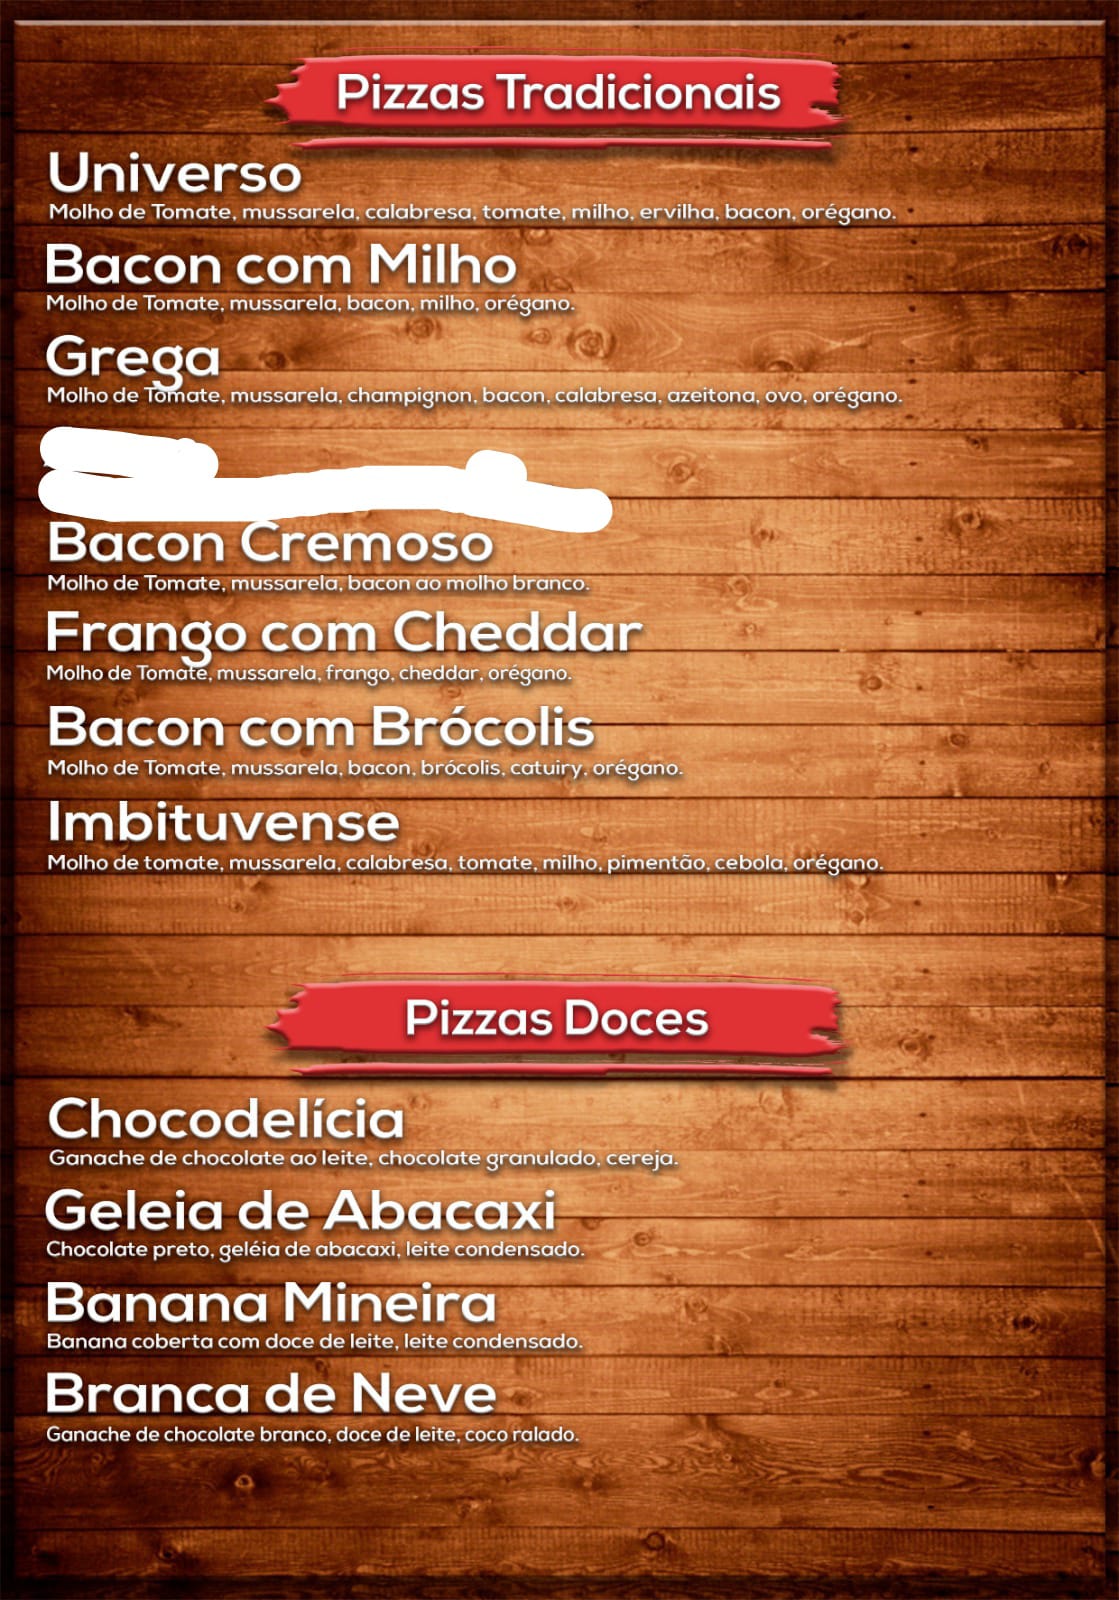 Pizzas Tradicionais
Universo
Molho de Tomate, mussarela, calabresa, tomate, milho, ervilha, bacon, orégano.
Bacon com Milho
Molho de Tomate, mussarela, bacon, milho, orégano.
Grega
Molho de Tomate, mussarela, champignon, bacon, calabresa, azeitona, ovo, orégano.
Bacon Cremoso
Molho de Tomate, mussarela, bacon ao molho branco.
Frango com Cheddar
Molho de Tomate, mussarela, frango, cheddar, orégano.
Bacon com Brócolis
Molho de Tomate, mussarela, bacon, brócolis, catuiry, orégano.
Imbituvense
Molho de tomate, mussarela, calabresa, tomate, milho, pimentão, cebola, orégano.
Pizzas Doces
Chocodelícia
Ganache de chocolate ao leite, chocolate granulado, cereja.
Geleia de Abacaxi
Chocolate preto, geléia de abacaxi, leite condensado.
Banana Mineira
Banana coberta com doce de leite, leite condensado.
Branca de Neve
Ganache de chocolate branco, doce de leite, coco ralado.